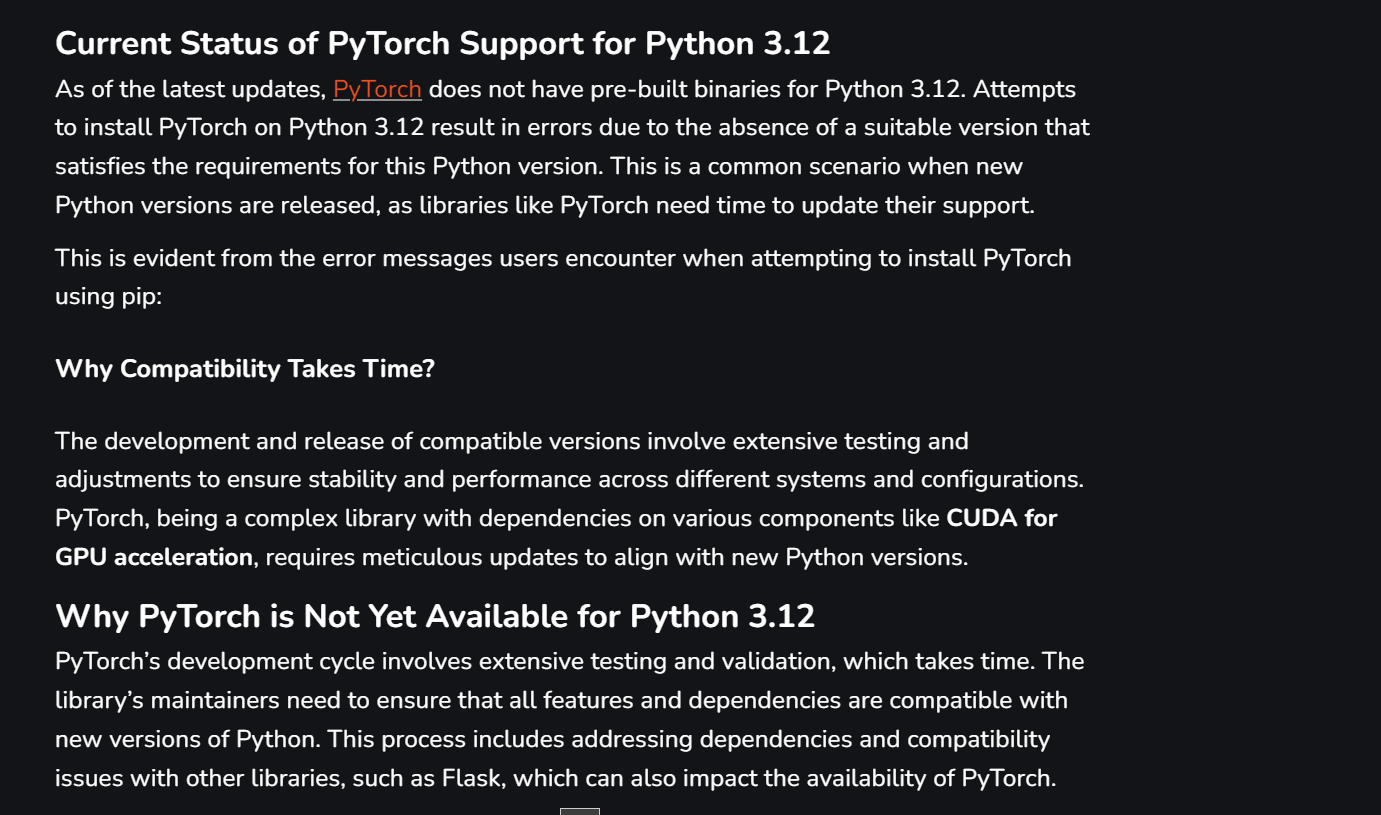 Current Status of PyTorch Support for Python 3.12
As of the latest updates, PyTorch does not have pre-built binaries for Python 3.12. Attempts
to install PyTorch on Python 3.12 result in errors due to the absence of a suitable version that
satisfies the requirements for this Python version. This is a common scenario when new
Python versions are released, as libraries like PyTorch need time to update their support.
This is evident from the error messages users encounter when attempting to install PyTorch
using pip:
Why Compatibility Takes Time?
The development and release of compatible versions involve extensive testing and
adjustments to ensure stability and performance across different systems and configurations.
PyTorch, being a complex library with dependencies on various components like CUDA for
GPU acceleration, requires meticulous updates to align with new Python versions.
Why PyTorch is Not Yet Available for Python 3.12
PyTorch’s development cycle involves extensive testing and validation, which takes time. The
library’s maintainers need to ensure that all features and dependencies are compatible with
new versions of Python. This process includes addressing dependencies and compatibility
issues with other libraries, such as Flask, which can also impact the availability of PyTorch.